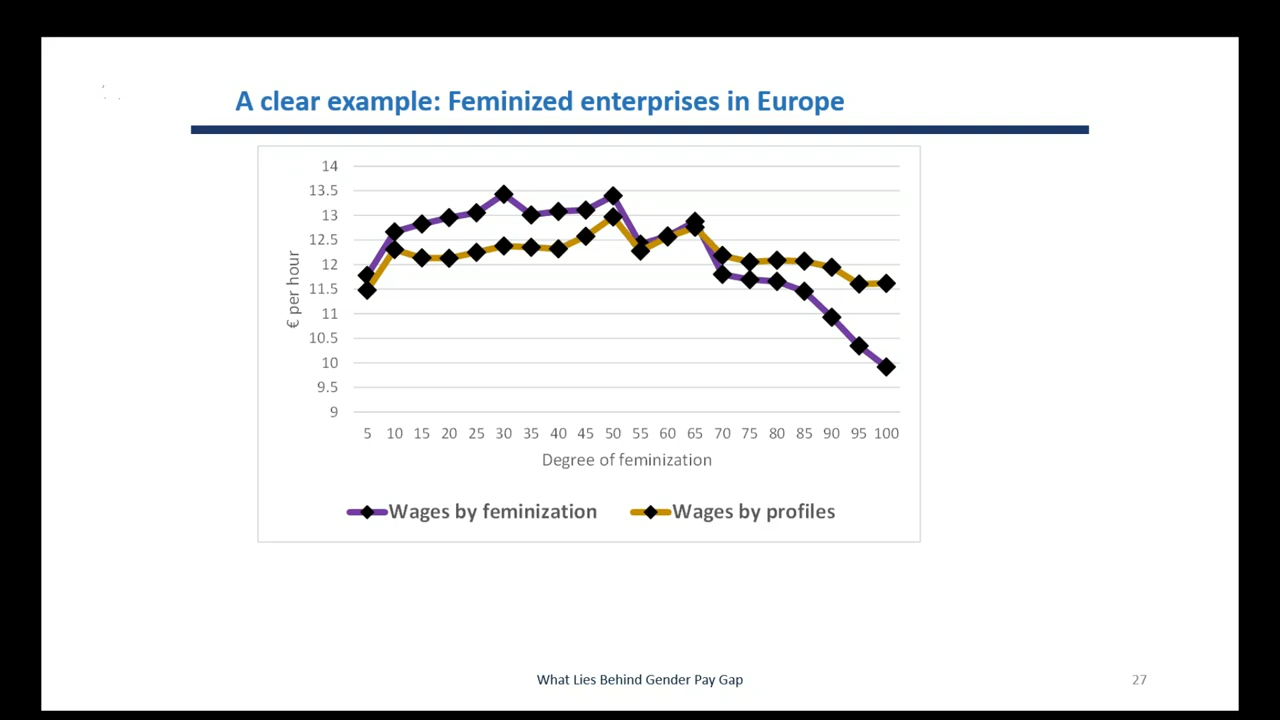 A clear example: Feminized enterprises in Europe
14
13.5
13
12.5
12
11.5
11
10.5
10
9.5
9
€ per hour
5 10 15 20 25 30 35 40 45 50 55 60 65 70 75 80 85 90 95 100
Degree of feminization
Wages by feminization Wages by profiles
What Lies Behind Gender Pay Gap 27